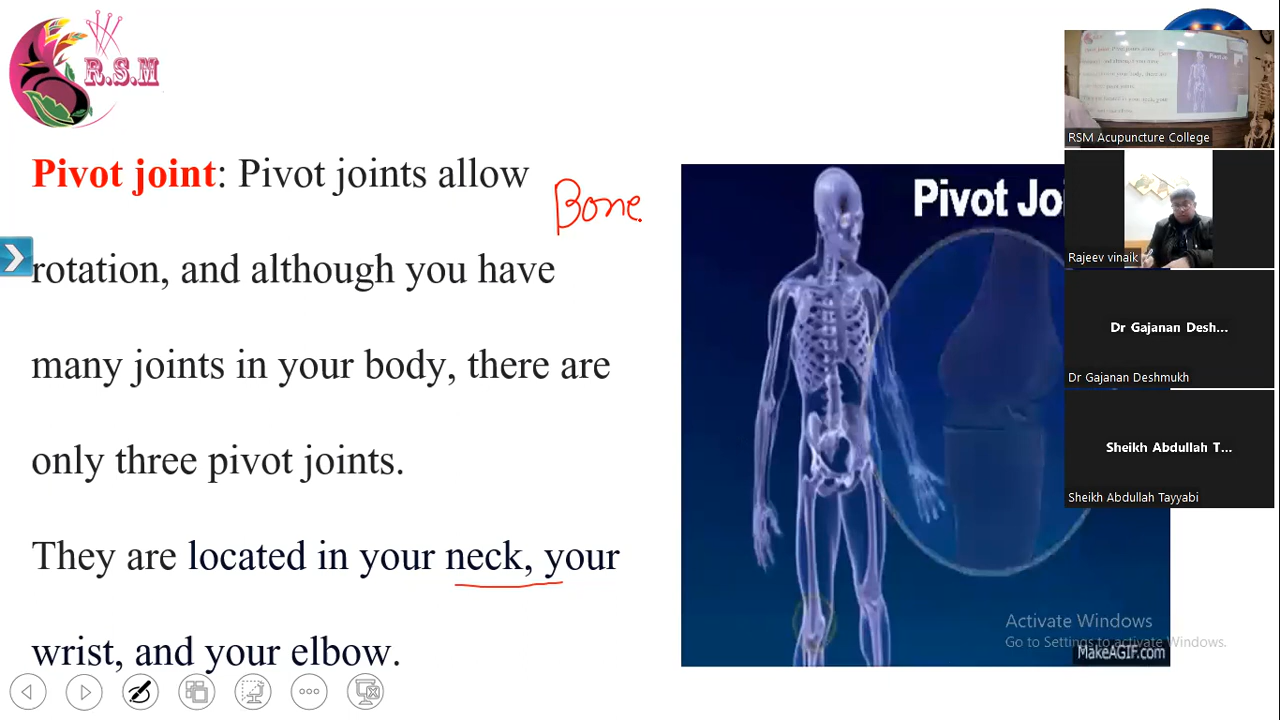 R.S.M
Pivot joint: Pivot joints allow
Bone
rotation, and although you have
many joints in your body, there are
only three pivot joints.
They are located in your neck, your
wrist, and your elbow.
Pivot Joi
Activate Windows
Go to Settings to activate Windows.
MakeAGIF.com
RSM Acupuncture College
Rajeev vinaik
Dr Gajanan Desh...
Dr Gajanan Deshmukh
Sheikh Abdullah T...
Sheikh Abdullah Tayyabi